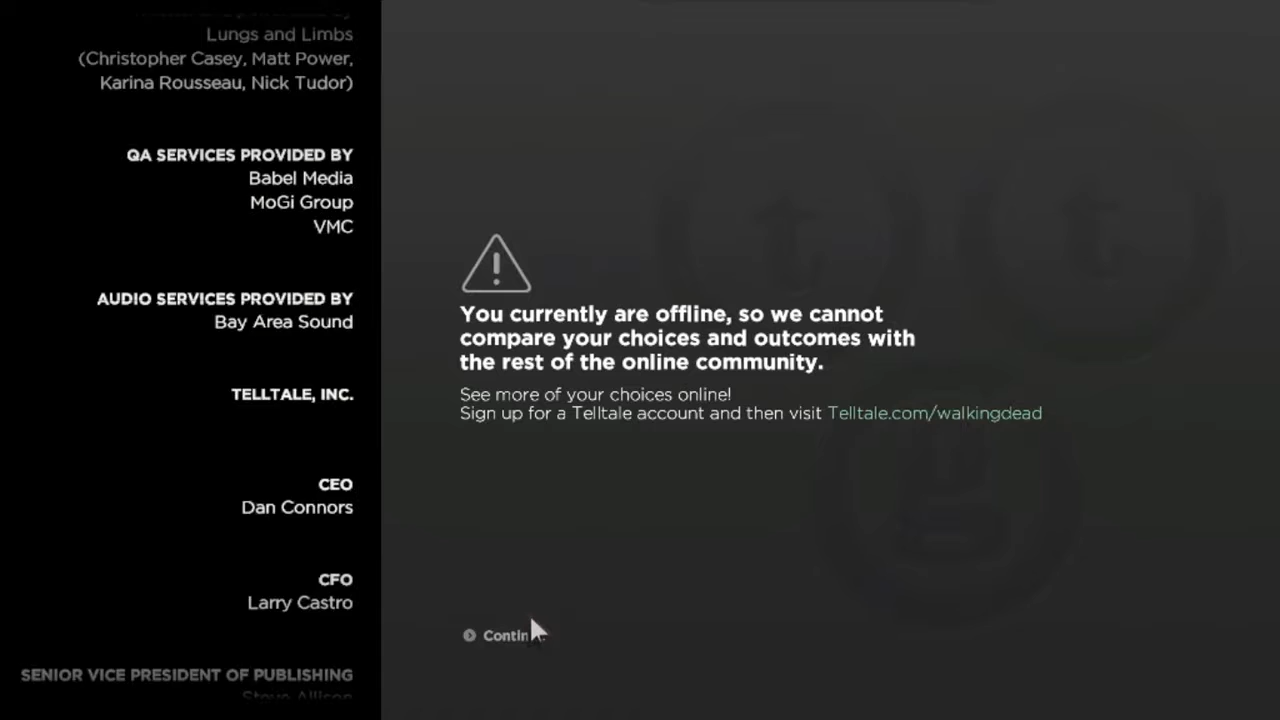 Lungs and Limbs
(Christopher Casey, Matt Power,
Karina Rousseau, Nick Tudor)
QA SERVICES PROVIDED BY
Babel Media
MoGi Group
VMC
AUDIO SERVICES PROVIDED BY
Bay Area Sound
TELLTALE, INC.
CEO
Dan Connors
CFO
Larry Castro
SENIOR VICE PRESIDENT OF PUBLISHING
Steve Allison
You currently are offline, so we cannot
compare your choices and outcomes with
the rest of the online community.
See more of your choices online!
Sign up for a Telltale account and then visit Telltale.com/walkingdead
Contin